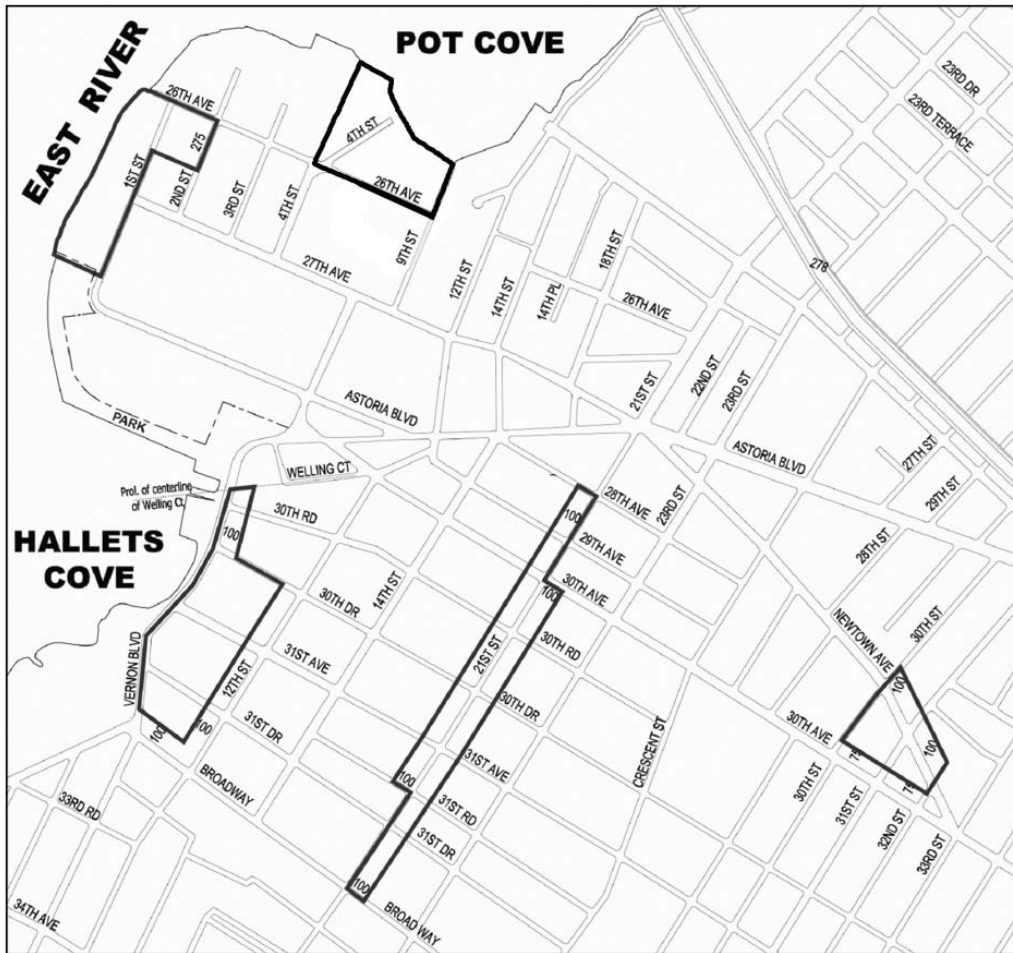 POT COVE
EAST RIVER
26TH AVE
4TH ST
23RD DR
23RD TERRACE
275
1ST ST
2ND ST
3RD ST
4TH ST
26TH AVE
9TH ST
27TH AVE
12TH ST
14TH ST
14TH PL
18TH ST
26TH AVE
278
21ST ST
22ND ST
23RD ST
ASTORIA BLVD
PARK
ASTORIA BLVD
27TH ST
29TH ST
WELLING CT
Prol. of centerline
of Welling Ct.
30TH RD
100
HALLETS
COVE
28TH AVE
23RD ST
100
29TH AVE
28TH ST
30TH AVE
100
30TH DR
14TH ST
30TH RD
21ST ST
NEWTOWN AVE
30TH ST
VERNON BLVD
31ST AVE
12TH ST
100
100
31ST DR
30TH DR
CRESCENT ST
30TH AVE
100
100
75
75
BROADWAY
100
31ST AVE
30TH ST
31ST ST
32ND ST
33RD ST
33RD RD
31ST RD
31ST DR
100
BROAD WAY
34TH AVE